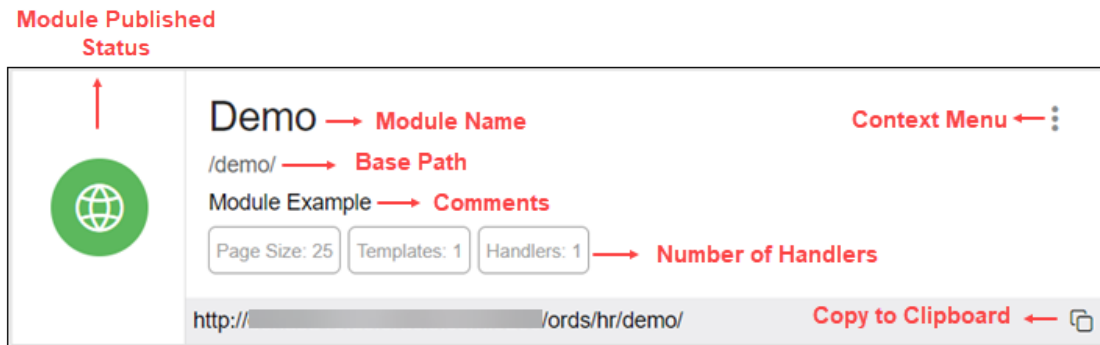 Module Published
Status
Demo Module Name
Context Menu
/demo/ Base Path
Module Example Comments
Page Size: 25 Templates: 1 Handlers: 1 Number of Handlers
http:// /ords/hr/demo/ Copy to Clipboard